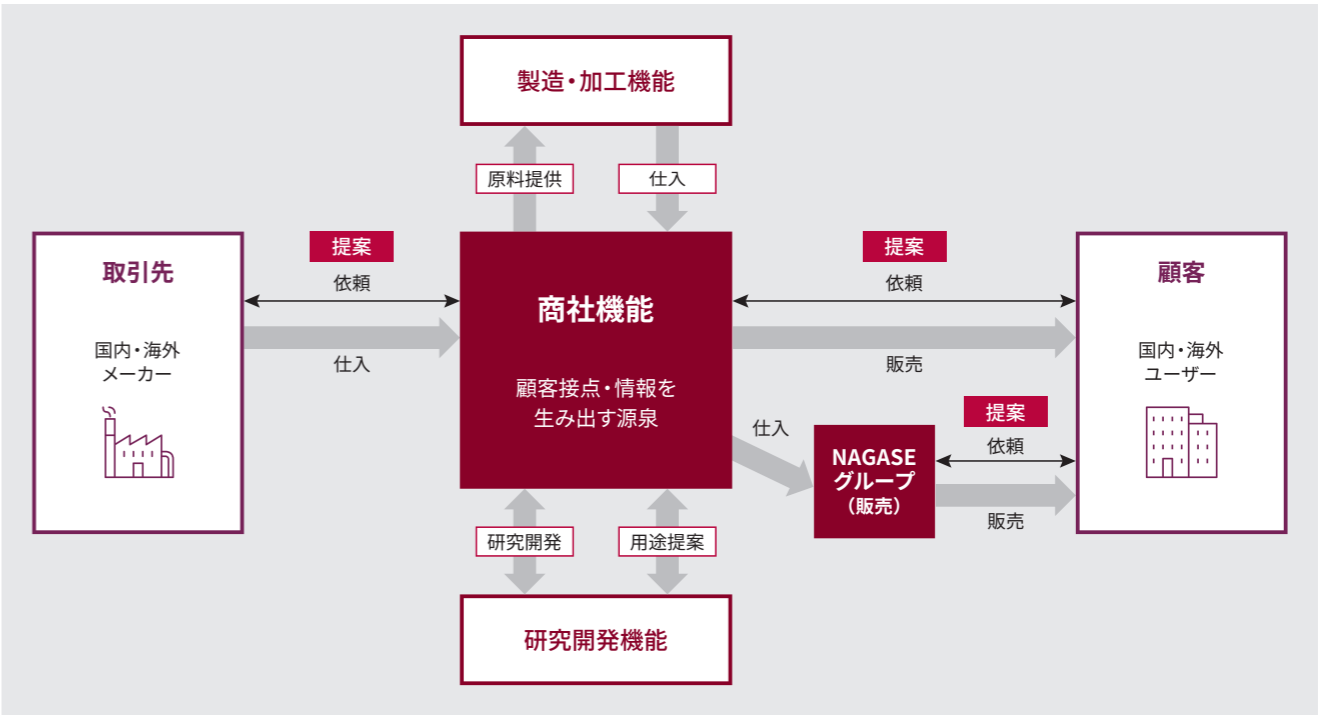 製造・加工機能
原料提供
仕入
取引先
国内・海外
メーカー
提案
依頼
仕入
商社機能
顧客接点・情報を
生み出す源泉
提案
依頼
販売
仕入
NAGASE
グループ
（販売）
提案
依頼
販売
顧客
国内・海外
ユーザー
研究開発
用途提案
研究開発機能